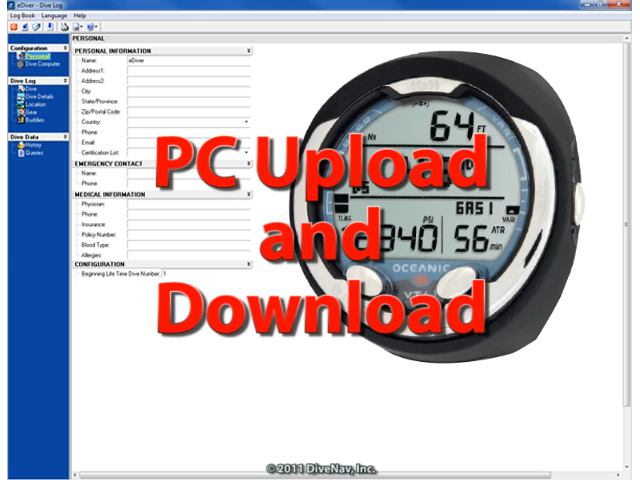 eDiver - Dive Log
Log Book Language Help
Configuration
Personal
Dive Computer
Dive Log
Dive
Dive Details
Location
Gear
Buddies
Dive Data
History
Queries
PERSONAL
PERSONAL INFORMATION
Name: eDiver
Address1:
Address2:
City:
State/Province:
Zip/Postal Code:
Country:
Phone:
Email:
Certification List:
EMERGENCY CONTACT
Name:
Phone:
MEDICAL INFORMATION
Physician:
Phone:
Insurance:
Policy Number:
Blood Type:
Allergies:
CONFIGURATION
Beginning Life Time Dive Number: 1
64 FT
Nx
VARI
GAS1
TLBG
PSI
VARI
940 56 ATR
min
OCEANIC
PC Upload
and
Download
© 2011 DiveNav, Inc.